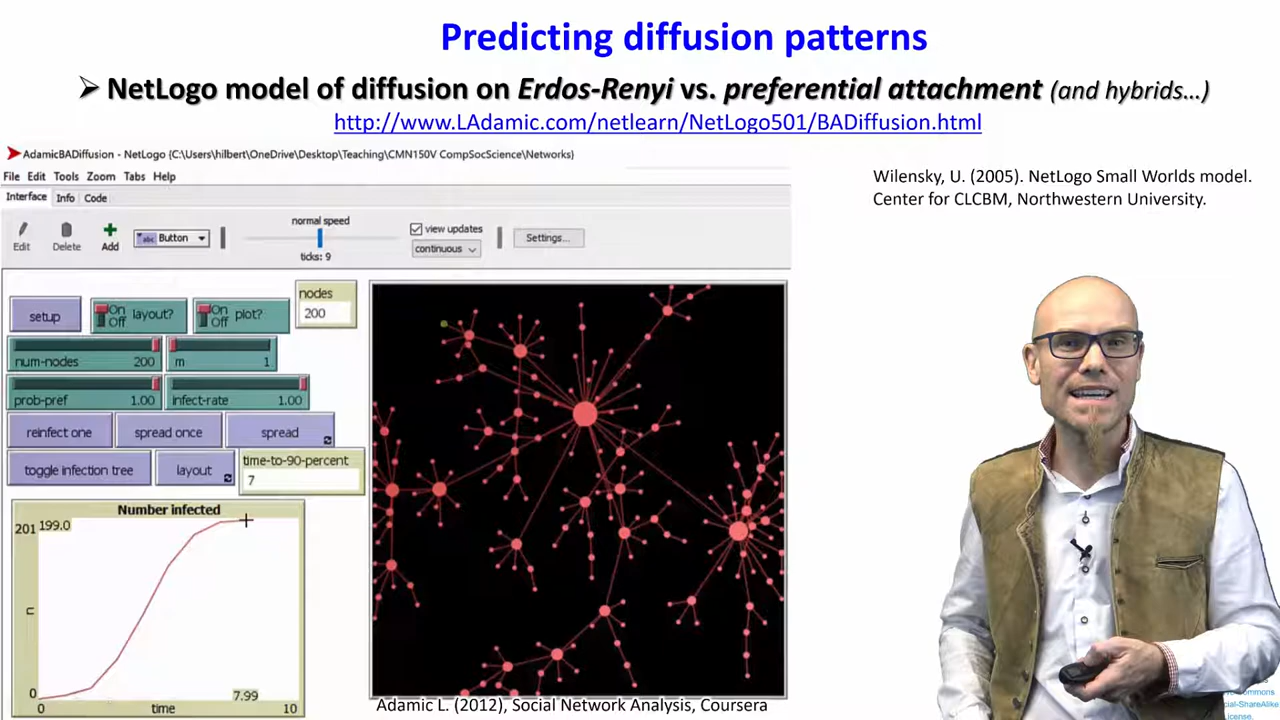 Predicting diffusion patterns
➢ NetLogo model of diffusion on Erdos-Renyi vs. preferential attachment (and hybrids...)
http://www.LAdamic.com/netlearn/NetLogo501/BADiffusion.html
AdamicBADiffusion - NetLogo {C:\Users\hilbert\OneDrive\Desktop\Teaching\CMN150V CompSocScience\Networks}
File Edit Tools Zoom Tabs Help
Interface Info Code
Edit Delete Add abc Button normal speed ticks: 9 view updates continuous Settings...
Wilensky, U. (2005). NetLogo Small Worlds model.
Center for CLCBM, Northwestern University.
setup On Off layout? On Off plot? nodes 200
num-nodes 200 m 1
prob-pref 1.00 infect-rate 1.00
reinfect one spread once spread
toggle infection tree layout time-to-90-percent 7
Number infected
201 199.0
n
0 7.99
0 time 10
Adamic L. (2012), Social Network Analysis, Coursera
Commons
License.